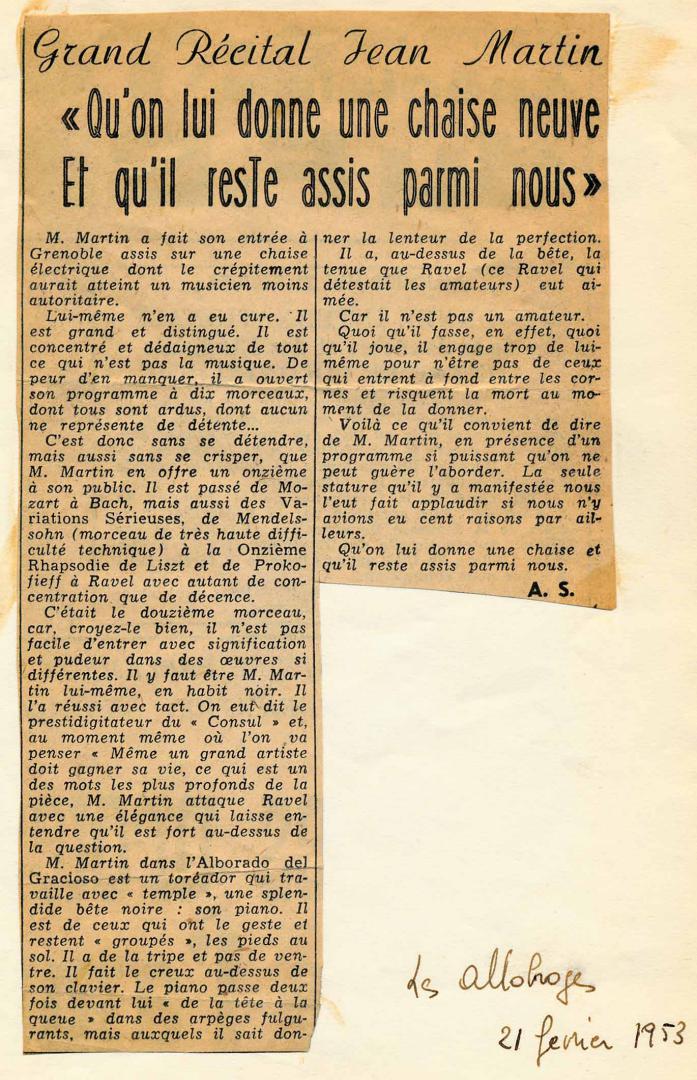 Grand Récital Jean Martin
«Qu'on lui donne une chaise neuve
Et qu'il reste assis parmi nous»
M. Martin a fait son entrée à
Grenoble assis sur une chaise
électrique dont le crépitement
aurait atteint un musicien moins
autoritaire.
Lui-même n'en a eu cure. Il
est grand et distingué. Il est
concentré et dédaigneux de tout
ce qui n'est pas la musique. De
peur d'en manquer, il a ouvert
son programme à dix morceaux,
dont tous sont ardus, dont aucun
ne représente de détente...
C'est donc sans se détendre,
mais aussi sans se crisper, que
M. Martin en offre un onzième
à son public. Il est passé de Mo-
zart à Bach, mais aussi des Va-
riations Sérieuses, de Mendels-
sohn (morceau de très haute diffi-
culté technique) à la Onzième
Rhapsodie de Liszt et de Proko-
fieff à Ravel avec autant de con-
centration que de décence.
C'était le douzième morceau,
car, croyez-le bien, il n'est pas
facile d'entrer avec signification
et pudeur dans des œuvres si
différentes. Il y faut être M. Mar-
tin lui-même, en habit noir. Il
l'a réussi avec tact. On eut dit le
prestidigitateur du « Consul » et,
au moment même où l'on va
penser « Même un grand artiste
doit gagner sa vie, ce qui est un
des mots les plus profonds de la
pièce, M. Martin attaque Ravel
avec une élégance qui laisse en-
tendre qu'il est fort au-dessus de
la question.
M. Martin dans l'Alborado del
Gracioso est un toréador qui tra-
vaille avec « temple », une splen-
dide bête noire : son piano. Il
est de ceux qui ont le geste et
restent « groupés », les pieds au
sol. Il a de la tripe et pas de ven-
tre. Il fait le creux au-dessus de
son clavier. Le piano passe deux
fois devant lui « de la tête à la
queue » dans des arpèges fulgu-
rants, mais auxquels il sait don-
ner la lenteur de la perfection.
Il a, au-dessus de la bête, la
tenue que Ravel (ce Ravel qui
détestait les amateurs) eut ai-
mée.
Car il n'est pas un amateur.
Quoi qu'il fasse, en effet, quoi
qu'il joue, il engage trop de lui-
même pour n'être pas de ceux
qui entrent à fond entre les cor-
nes et risquent la mort au mo-
ment de la donner.
Voilà ce qu'il convient de dire
de M. Martin, en présence d'un
programme si puissant qu'on ne
peut guère l'aborder. La seule
stature qu'il y a manifestée nous
l'eut fait applaudir si nous n'y
avions eu cent raisons par ail-
leurs.
Qu'on lui donne une chaise et
qu'il reste assis parmi nous.
A. S.
Les allobroges
21 fevrier 1953